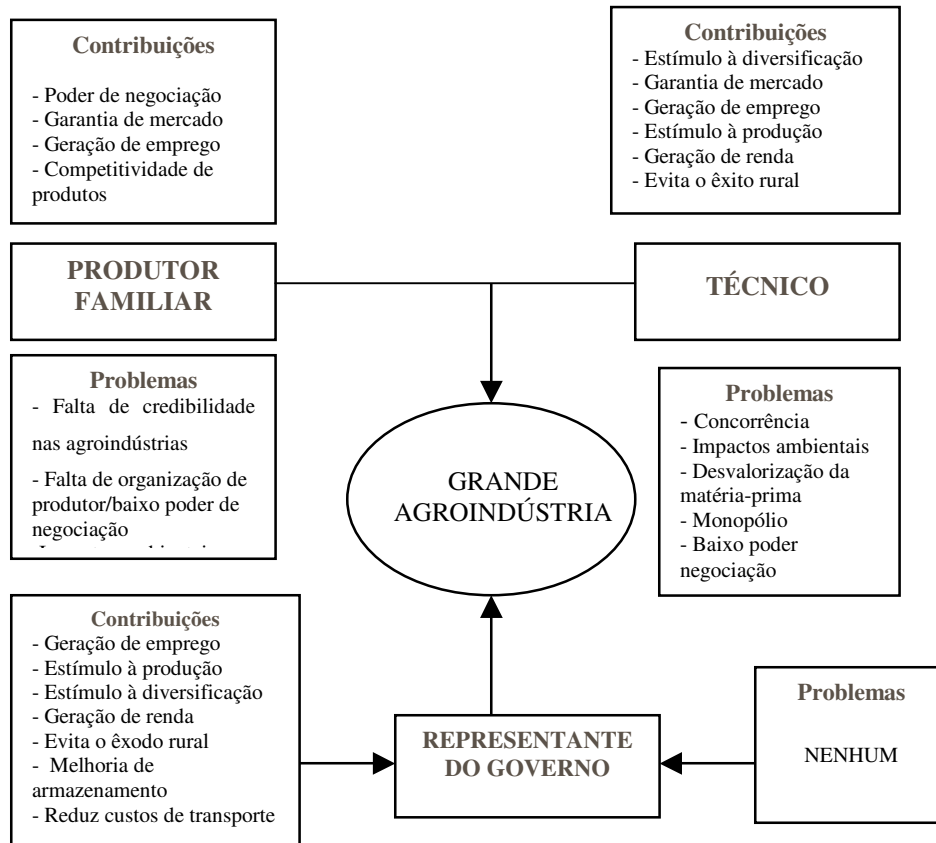 Contribuições
- Poder de negociação
- Garantia de mercado
- Geração de emprego
- Competitividade de
produtos
Contribuições
- Estímulo à diversificação
- Garantia de mercado
- Geração de emprego
- Estímulo à produção
- Geração de renda
- Evita o êxito rural
PRODUTOR
FAMILIAR
TÉCNICO
Problemas
- Falta de credibilidade
nas agroindústrias
- Falta de organização de
produtor/baixo poder de
negociação
GRANDE
AGROINDÚSTRIA
Problemas
- Concorrência
- Impactos ambientais
- Desvalorização da
matéria-prima
- Monopólio
- Baixo poder
negociação
Contribuições
- Geração de emprego
- Estímulo à produção
- Estímulo à diversificação
- Geração de renda
- Evita o êxodo rural
- Melhoria de
armazenamento
- Reduz custos de transporte
REPRESENTANTE
DO GOVERNO
Problemas
NENHUM